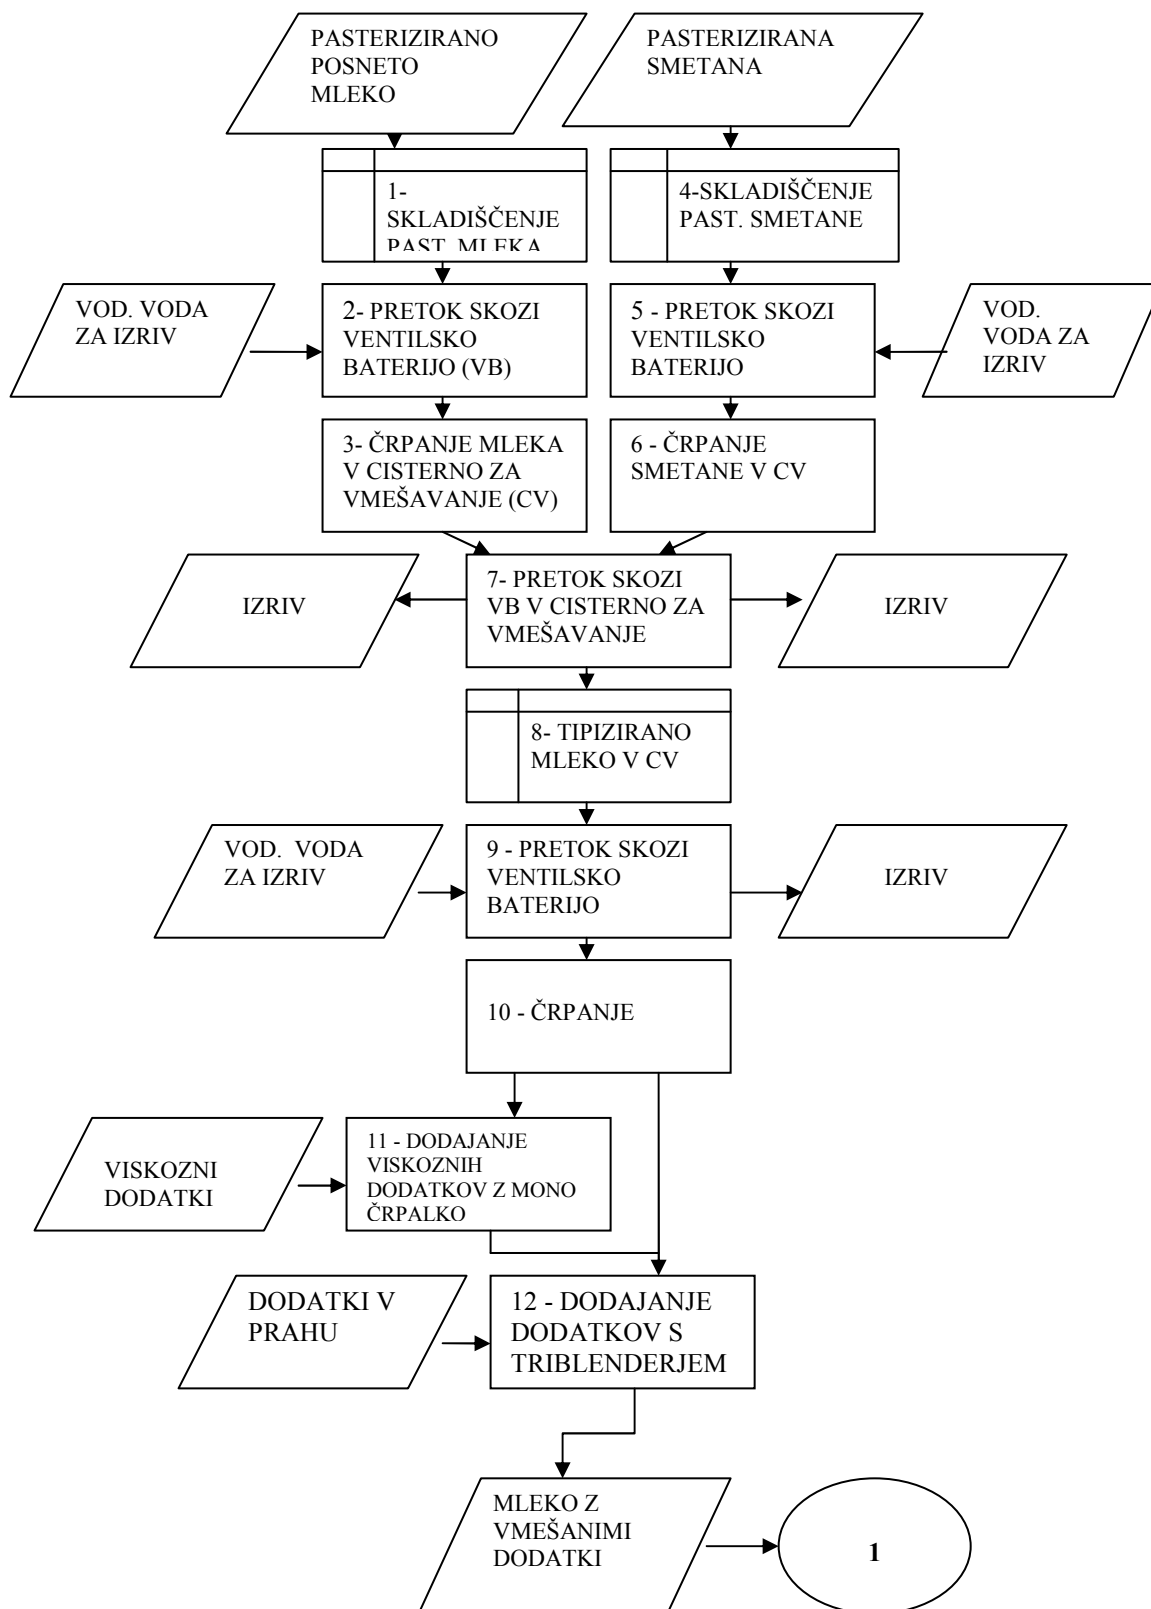 PASTERIZIRANO
POSNETO
MLEKO
PASTERIZIRANA
SMETANA
1-
SKLADIŠČENJE
PAST. MLEKA
4-SKLADIŠČENJE
PAST. SMETANE
VOD. VODA
ZA IZRIV
2- PRETOK SKOZI
VENTILSKO
BATERIJO (VB)
5 - PRETOK SKOZI
VENTILSKO
BATERIJO
VOD.
VODA ZA
IZRIV
3- ČRPANJE MLEKA
V CISTERNO ZA
VMEŠAVANJE (CV)
6 - ČRPANJE
SMETANE V CV
IZRIV
7- PRETOK SKOZI
VB V CISTERNO ZA
VMEŠAVANJE
IZRIV
8- TIPIZIRANO
MLEKO V CV
VOD. VODA
ZA IZRIV
9 - PRETOK SKOZI
VENTILSKO
BATERIJO
IZRIV
10 - ČRPANJE
VISKOZNI
DODATKI
11 - DODAJANJE
VISKOZNIH
DODATKOV Z MONO
ČRPALKO
DODATKI V
PRAHU
12 - DODAJANJE
DODATKOV S
TRIBLENDERJEM
MLEKO Z
VMEŠANIMI
DODATKI
1